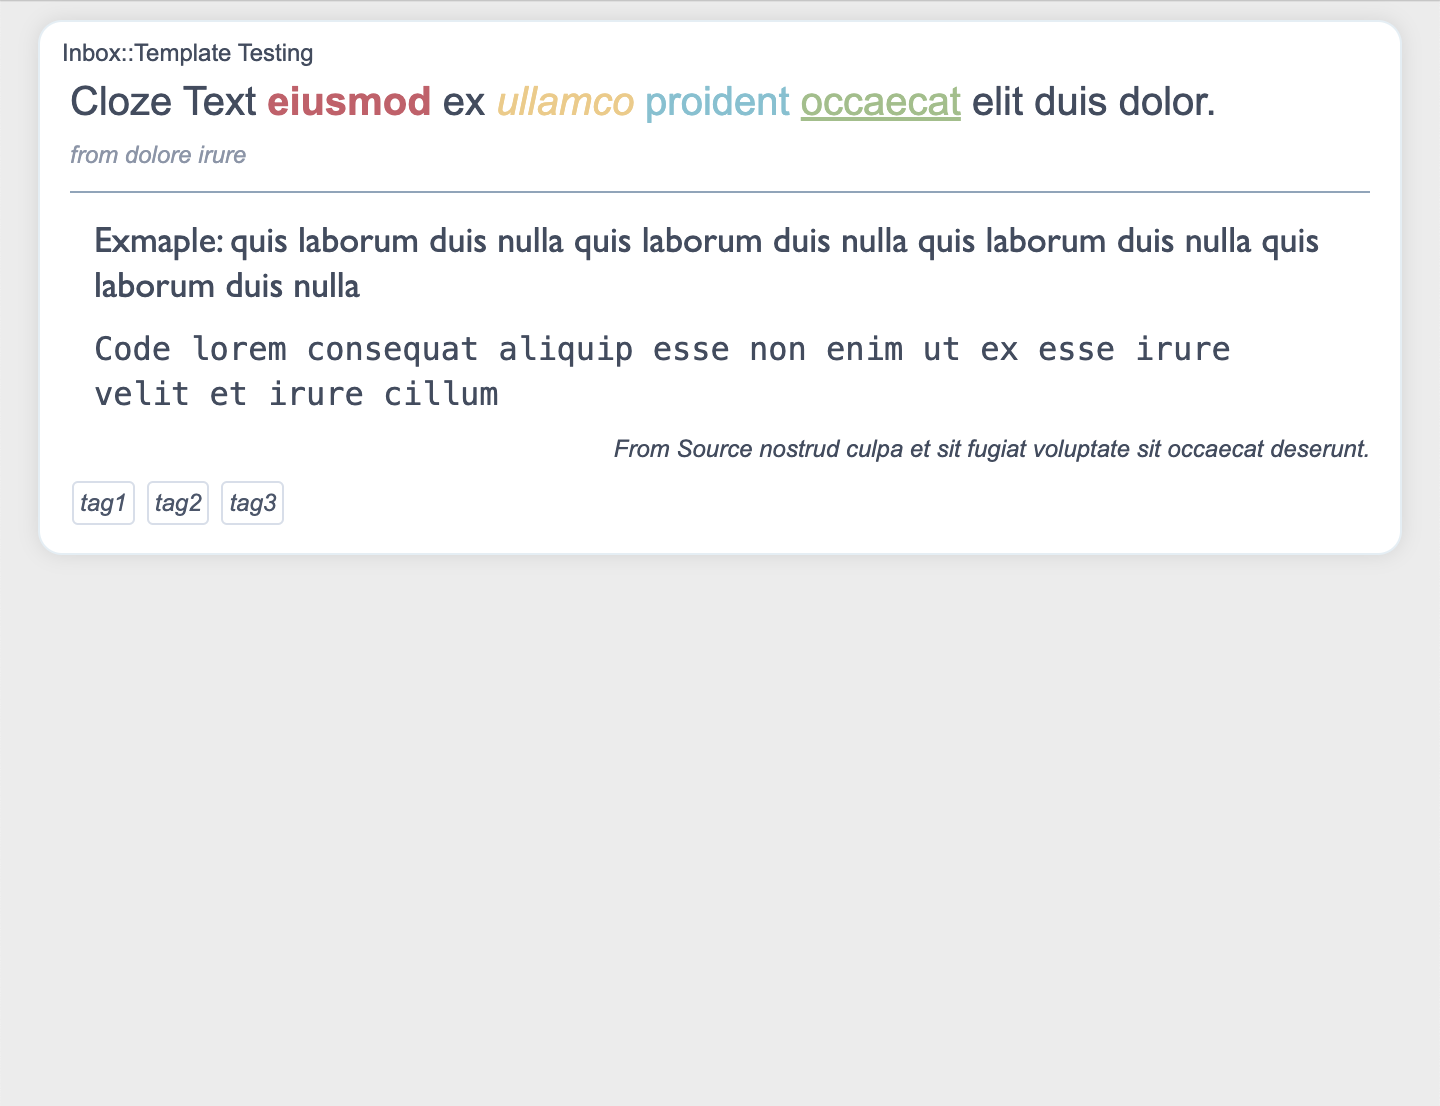 Inbox::Template Testing
Cloze Text eiusmod ex ullamco proident occaecat elit duis dolor.
from dolore irure
Exmaple: quis laborum duis nulla quis laborum duis nulla quis laborum duis nulla quis
laborum duis nulla
Code lorem consequat aliquip esse non enim ut ex esse irure
velit et irure cillum
From Source nostrud culpa et sit fugiat voluptate sit occaecat deserunt.
tag1 tag2 tag3